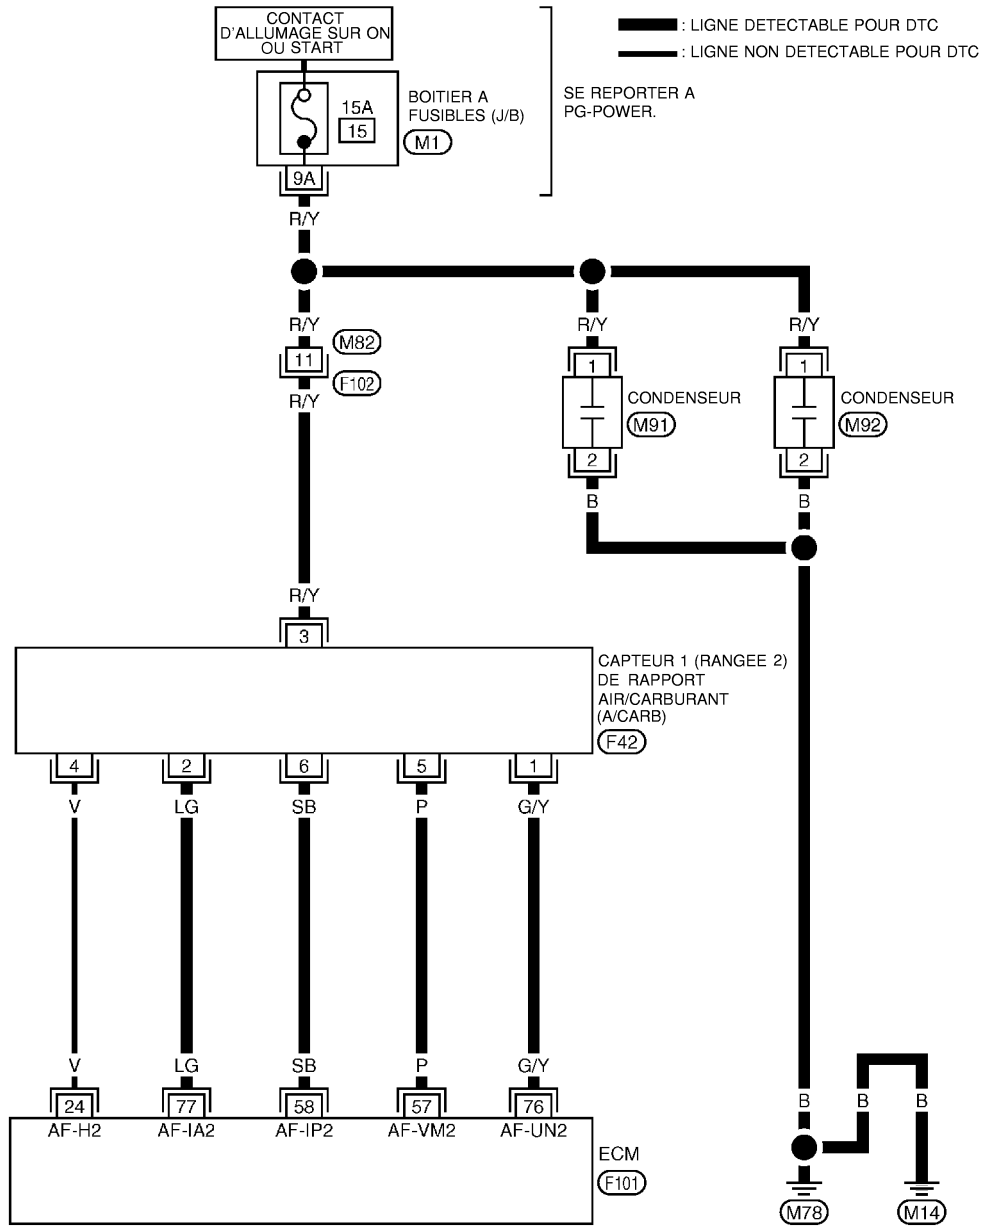 CONTACT
D'ALLUMAGE SUR ON
OU START
: LIGNE DETECTABLE POUR DTC
: LIGNE NON DETECTABLE POUR DTC
15A
15
BOITIER A
FUSIBLES (J/B)
M1
SE REPORTER A
PG-POWER.
9A
R/Y
R/Y
R/Y
R/Y
11
M82
F102
R/Y
1
CONDENSEUR
M91
2
B
1
CONDENSEUR
M92
2
B
R/Y
3
CAPTEUR 1 (RANGEE 2)
DE RAPPORT
AIR/CARBURANT
(A/CARB)
F42
4
2
6
5
1
V
LG
SB
P
G/Y
V
LG
SB
P
G/Y
24
77
58
57
76
AF-H2
AF-IA2
AF-IP2
AF-VM2
AF-UN2
ECM
F101
B
B
B
M78
M14